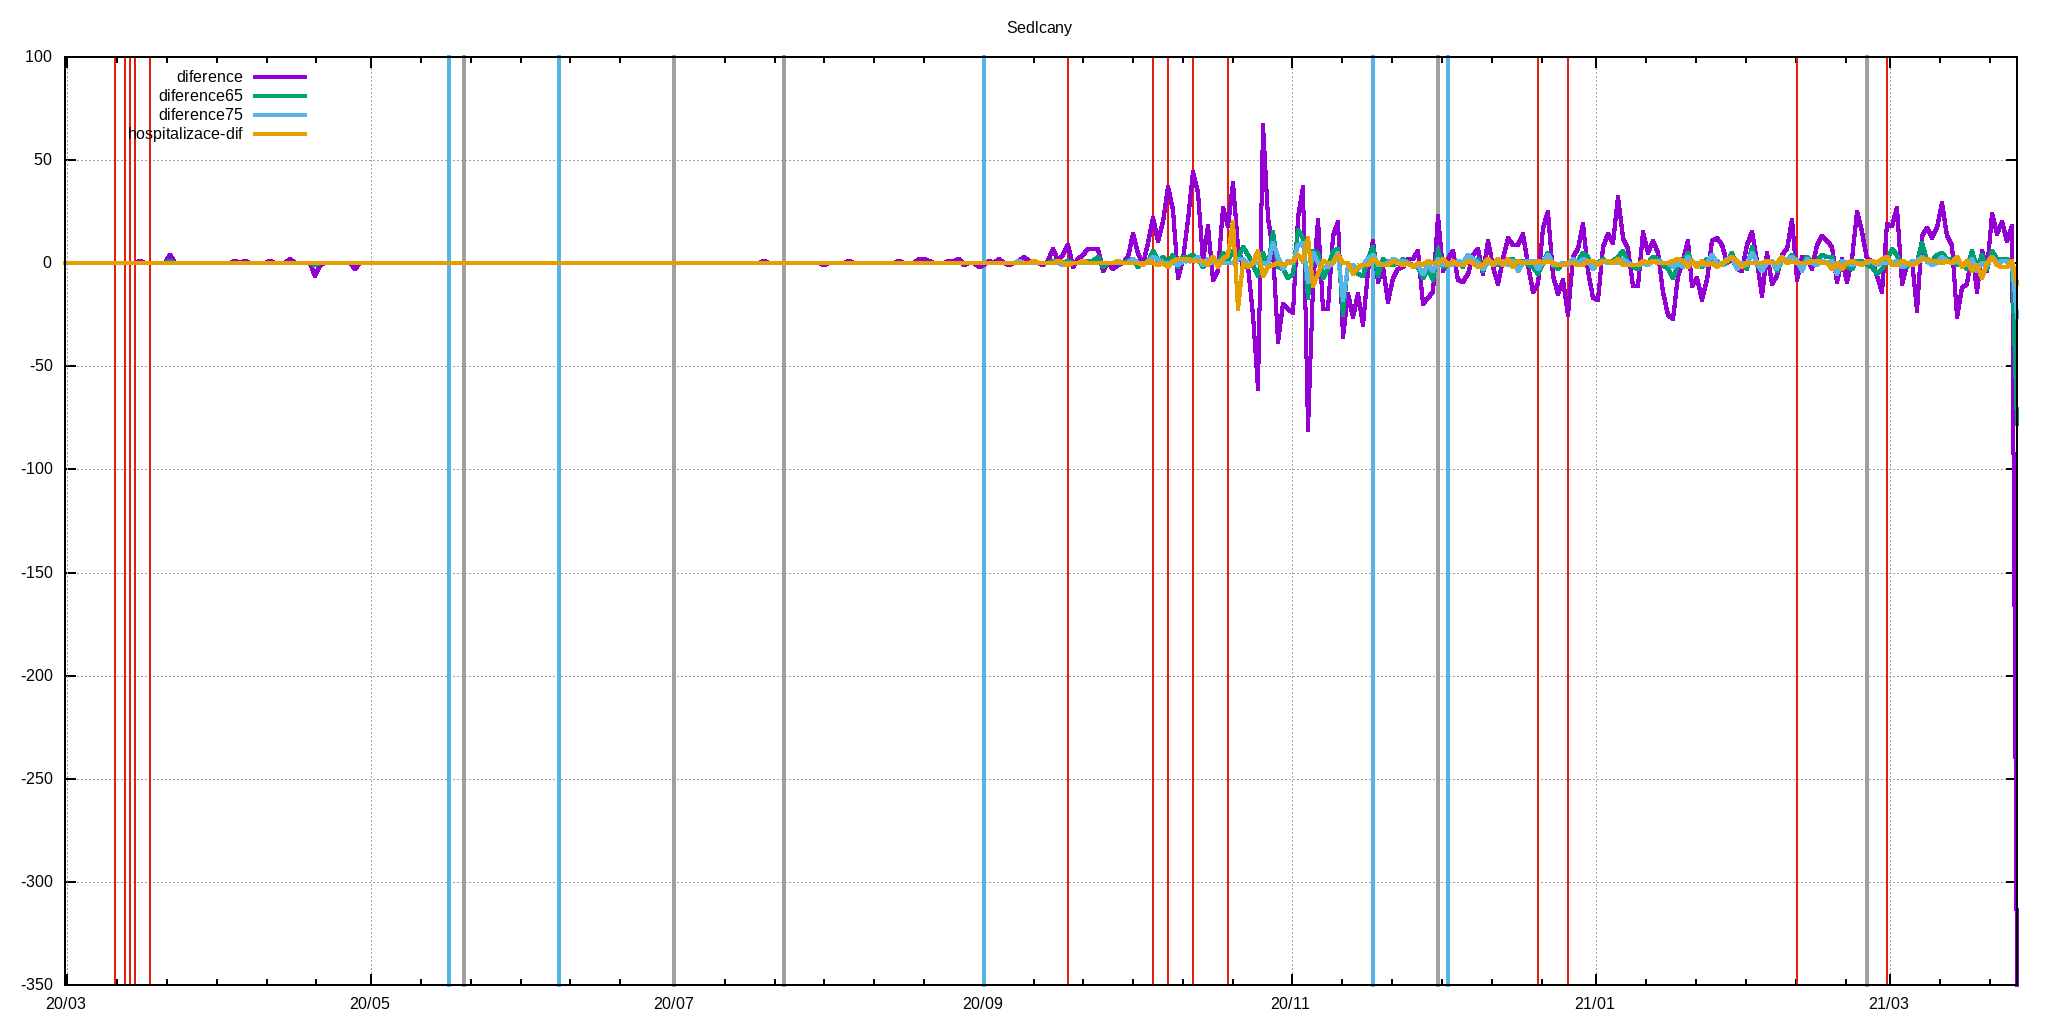 Sedlcany
100
diference
diference65
diference75
hospitalizace-dif
50
0
-50
-100
-150
-200
-250
-300
-350
20/03 20/05 20/07 20/09 20/11 21/01 21/03